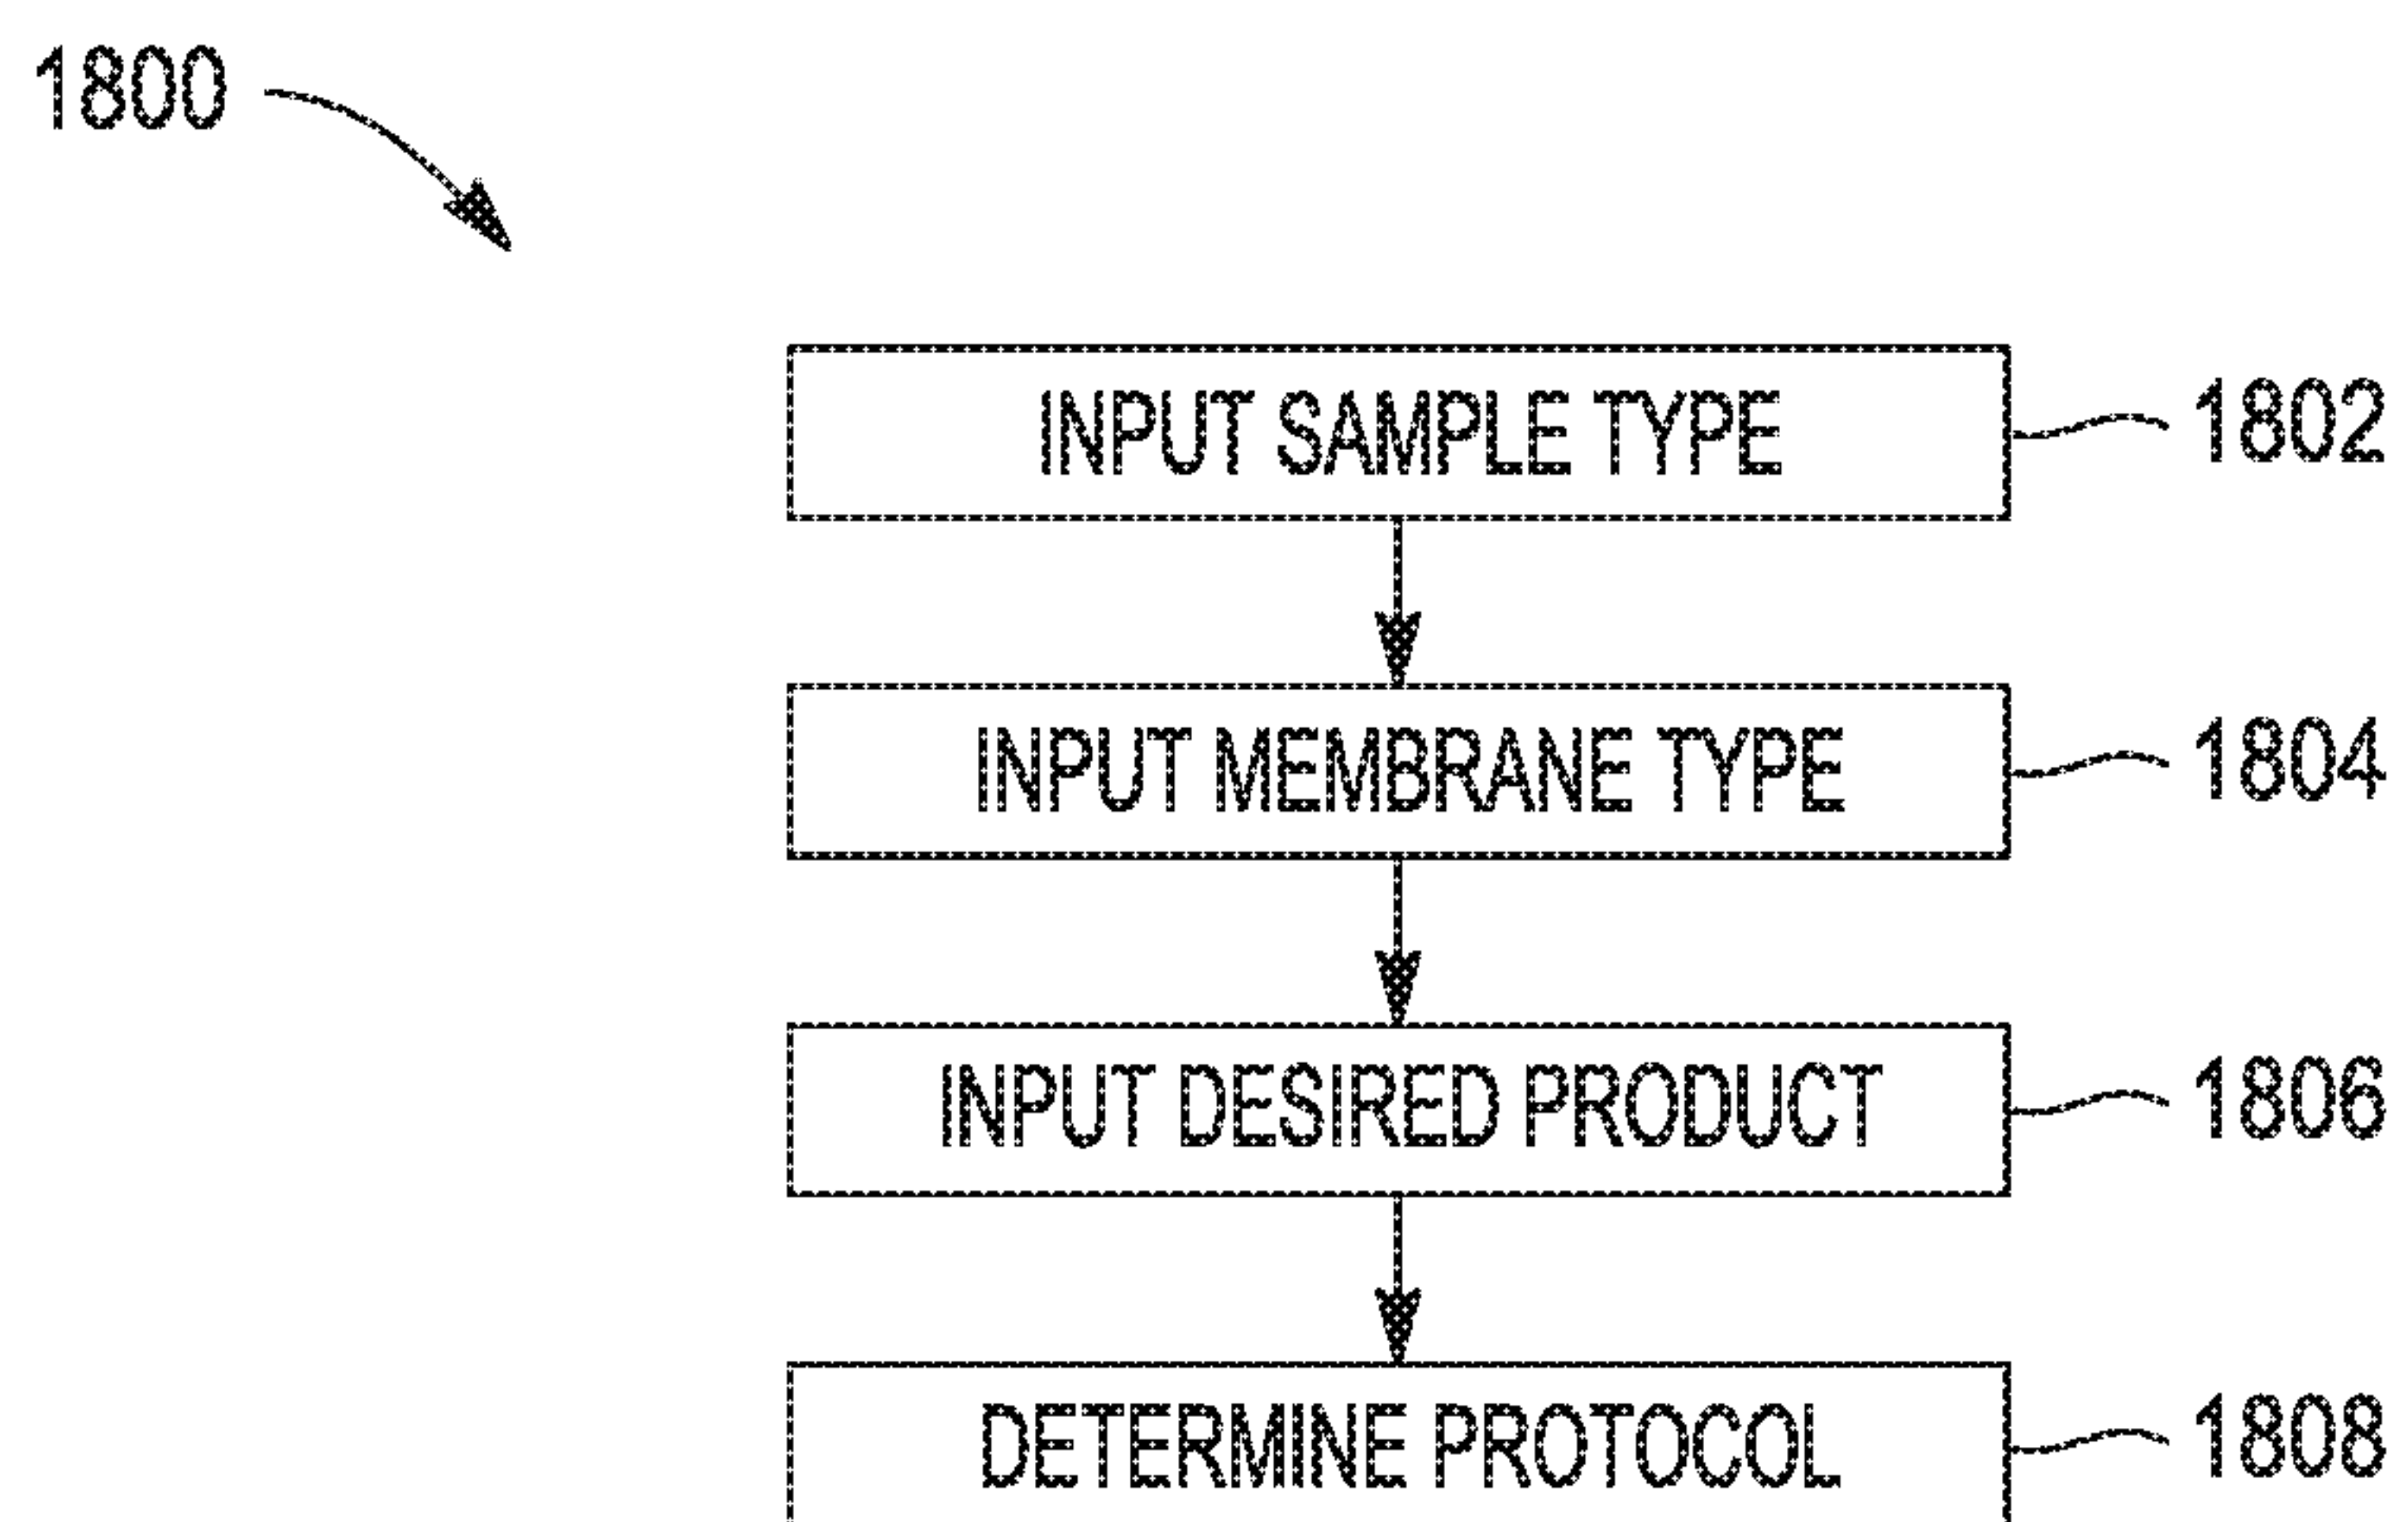 1800
INPUT SAMPLE TYPE 1802
INPUT MEMBRANE TYPE 1804
INPUT DESIRED PRODUCT 1806
DETERMINE PROTOCOL 1808